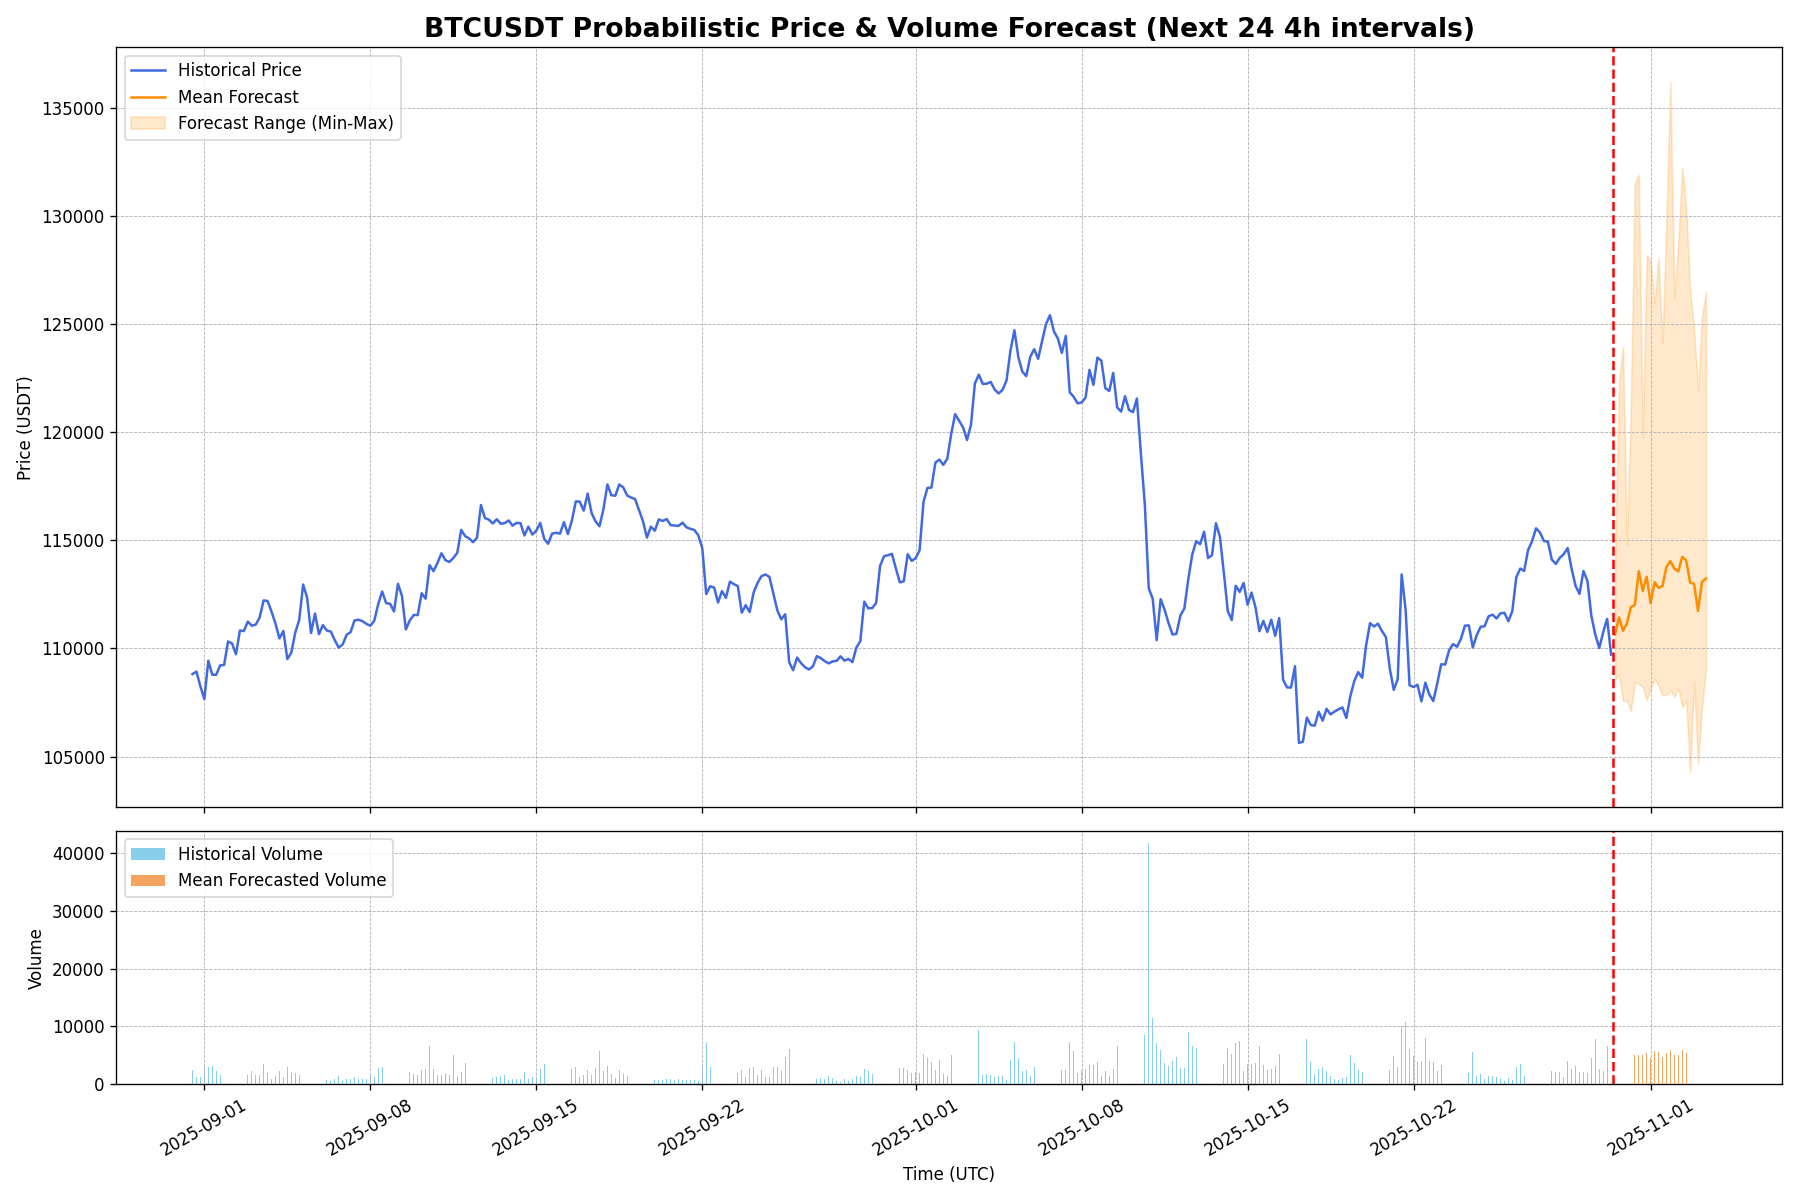 BTCUSDT Probabilistic Price & Volume Forecast (Next 24 4h intervals)
Historical Price
Mean Forecast
Forecast Range (Min-Max)
135000
130000
125000
120000
115000
110000
105000
Price (USDT)
Historical Volume
Mean Forecasted Volume
40000
30000
20000
10000
0
Volume
2025-09-01
2025-09-08
2025-09-15
2025-09-22
2025-10-01
2025-10-08
2025-10-15
2025-10-22
2025-11-01
Time (UTC)